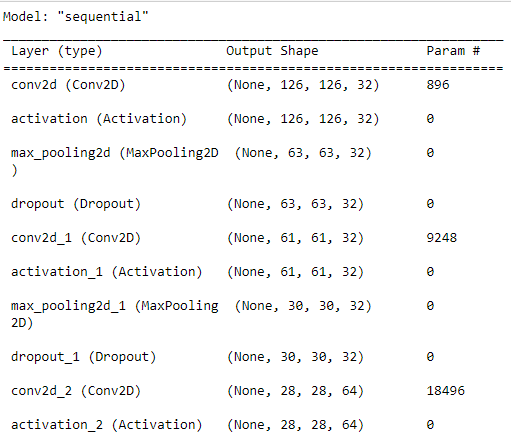 Model: "sequential"
_________________________________________________________________
Layer (type) Output Shape Param #
=================================================================
conv2d (Conv2D) (None, 126, 126, 32) 896
activation (Activation) (None, 126, 126, 32) 0
max_pooling2d (MaxPooling2D (None, 63, 63, 32) 0
)
dropout (Dropout) (None, 63, 63, 32) 0
conv2d_1 (Conv2D) (None, 61, 61, 32) 9248
activation_1 (Activation) (None, 61, 61, 32) 0
max_pooling2d_1 (MaxPooling (None, 30, 30, 32) 0
2D)
dropout_1 (Dropout) (None, 30, 30, 32) 0
conv2d_2 (Conv2D) (None, 28, 28, 64) 18496
activation_2 (Activation) (None, 28, 28, 64) 0